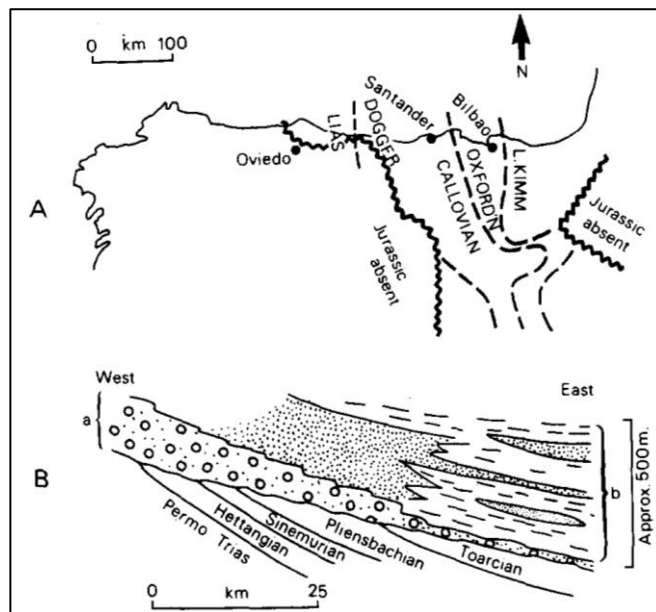 0 km 100
N
Santander
Bilbao
LIAS
DOGGER
Oviedo
OXFORDN
CALLOVIAN
L.KIMM
A
Jurassic
absent
Jurassic
absent
West
East
a
B
b
Approx. 500m.
Permo Trias
Hettangian
Sinemurian
Pliensbachian
Toarcian
0 km 25